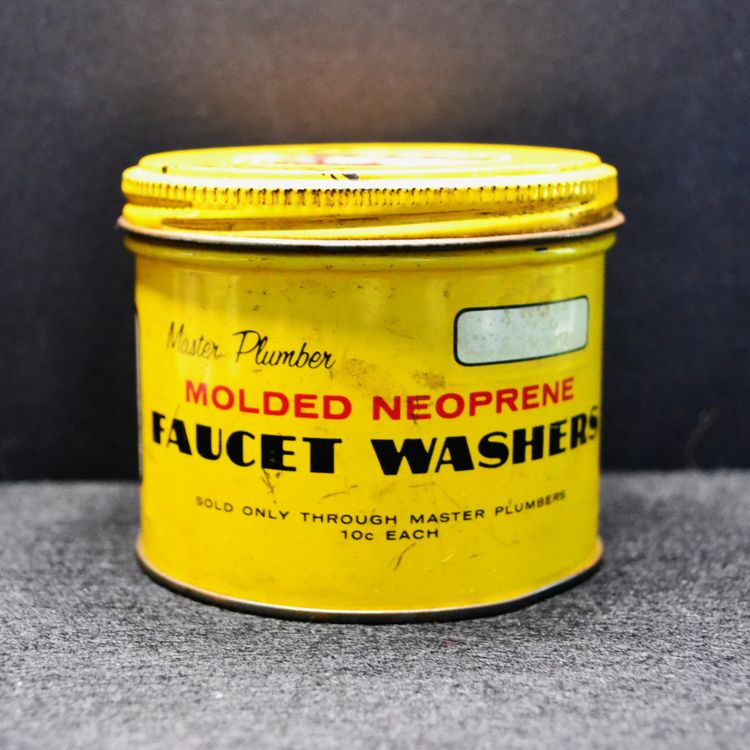 Master Plumber
MOLDED NEOPRENE
FAUCET WASHERS
SOLD ONLY THROUGH MASTER PLUMBERS
10c EACH